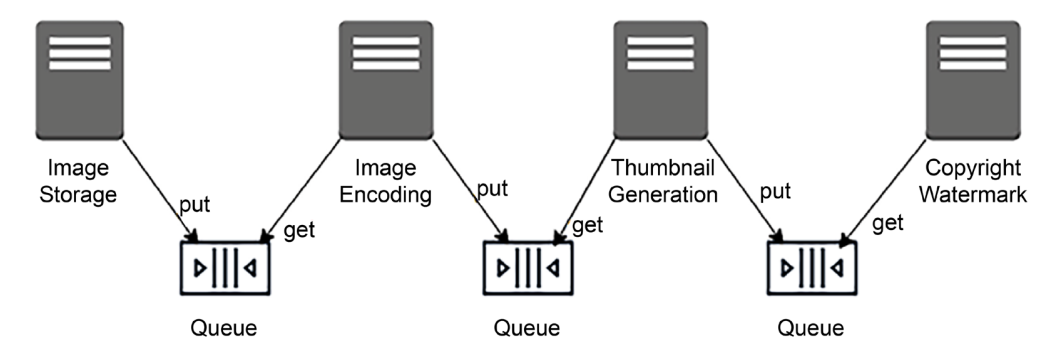 Image
Storage
Image
Encoding
Thumbnail
Generation
Copyright
Watermark
put
get
put
get
put
get
Queue
Queue
Queue